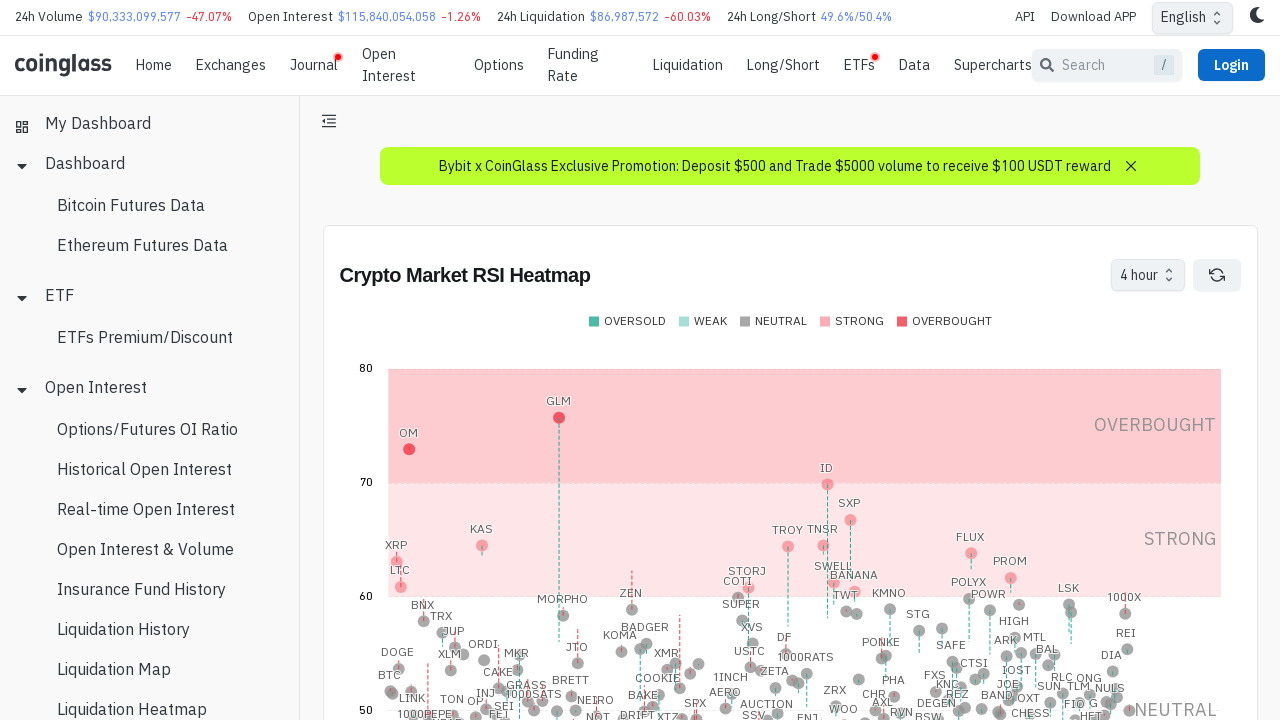 24h Volume $90,333,099,577 -47.07% Open Interest $115,840,054,058 -1.26% 24h Liquidation $86,987,572 -60.03% 24h Long/Short 49.6%/50.4% API Download APP English
coinglass Home Exchanges Journal Open Interest Options Funding Rate Liquidation Long/Short ETFs Data Supercharts Search / Login
My Dashboard
Dashboard
Bitcoin Futures Data
Ethereum Futures Data
ETF
ETFs Premium/Discount
Open Interest
Options/Futures OI Ratio
Historical Open Interest
Real-time Open Interest
Open Interest & Volume
Insurance Fund History
Liquidation History
Liquidation Map
Liquidation Heatmap
Bybit x CoinGlass Exclusive Promotion: Deposit $500 and Trade $5000 volume to receive $100 USDT reward
Crypto Market RSI Heatmap
4 hour
OVERSOLD WEAK NEUTRAL STRONG OVERBOUGHT
80
GLM
OVERBOUGHT
OM
ID
70
SXP
KAS TROY TNSR
FLUX
STRONG
XRP
PROM
LTC STORJ SWELL
COTI BANANA POLYX
LSK
ZEN KMNO POWR
60
MORPHO TWT 1000X
BNX SUPER
TRX STG HIGH
JUP BADGER XVS REI
KOMA DF MTL
ORDI JTO PONKE SAFE ARK
DOGE XLM MKR XMR USTC 1000RATS BAL DIA
BTC CAKE COOKIE 1INCH ZETA FXS CTSI IOST
BRETT PHA RLC ONG
GRASS KNC JOE SUN TLM NULS
LINK TON OP INJ 1000SATS NEIRO BAKE AERO ZRX CHR REZ BAND OXT
SEI SPX AUCTION AXL DEGEN FIO G
50
1000PEPE FET NOT DRIFT XTZ SSV ENJ WOO RVN BSW CHESS HFT NEUTRAL